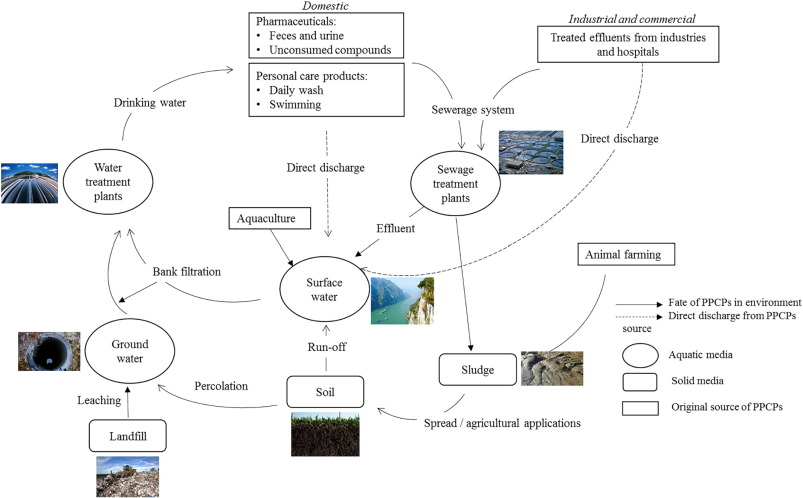 Domestic
Pharmaceuticals:
• Feces and urine
• Unconsumed compounds
Personal care products:
• Daily wash
• Swimming
Industrial and commercial
Treated effluents from industries
and hospitals
Drinking water
Sewerage system
Direct discharge
Direct discharge
Water
treatment
plants
Sewage
treatment
plants
Aquaculture
Effluent
Animal farming
Bank filtration
Surface
water
Fate of PPCPs in environment
Direct discharge from PPCPs
source
Ground
water
Run-off
Aquatic media
Sludge
Solid media
Percolation
Soil
Leaching
Original source of PPCPs
Spread / agricultural applications
Landfill